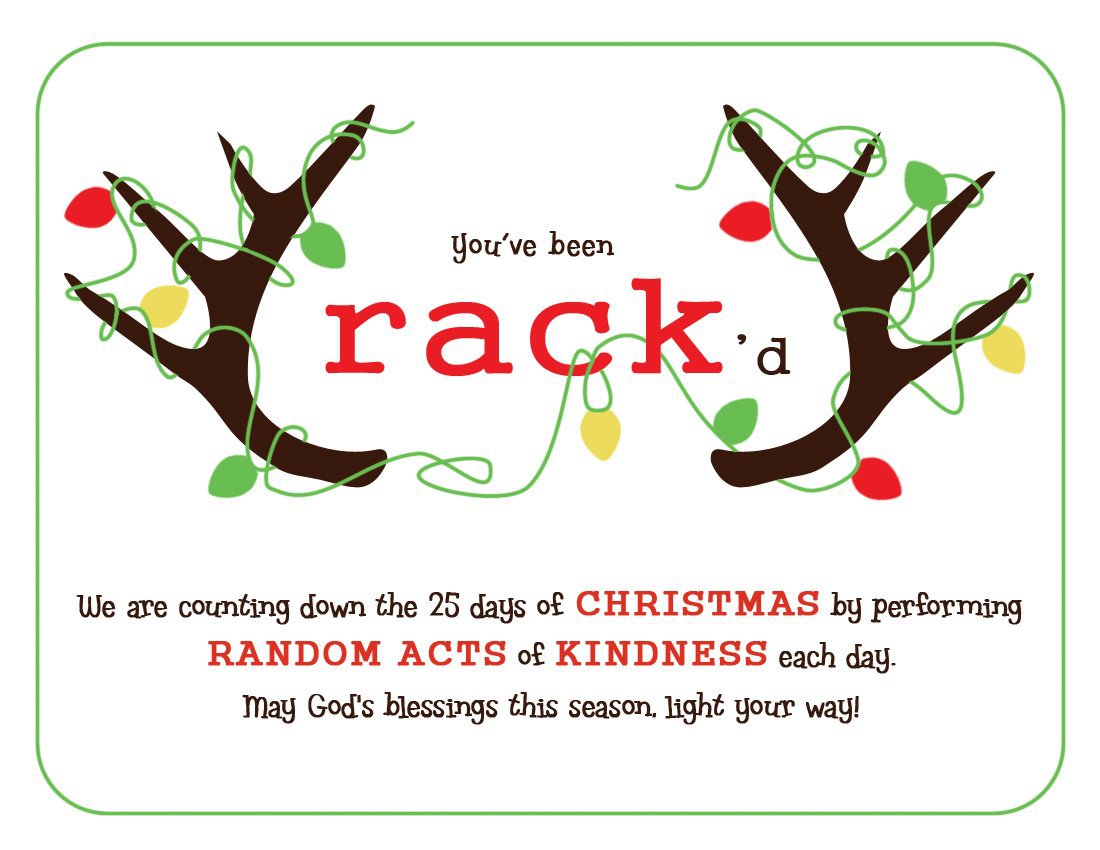 You've been
rack'd
We are counting down the 25 days of CHRISTMAS by performing
RANDOM ACTS of KINDNESS each day.
May God's blessings this season, light your way!